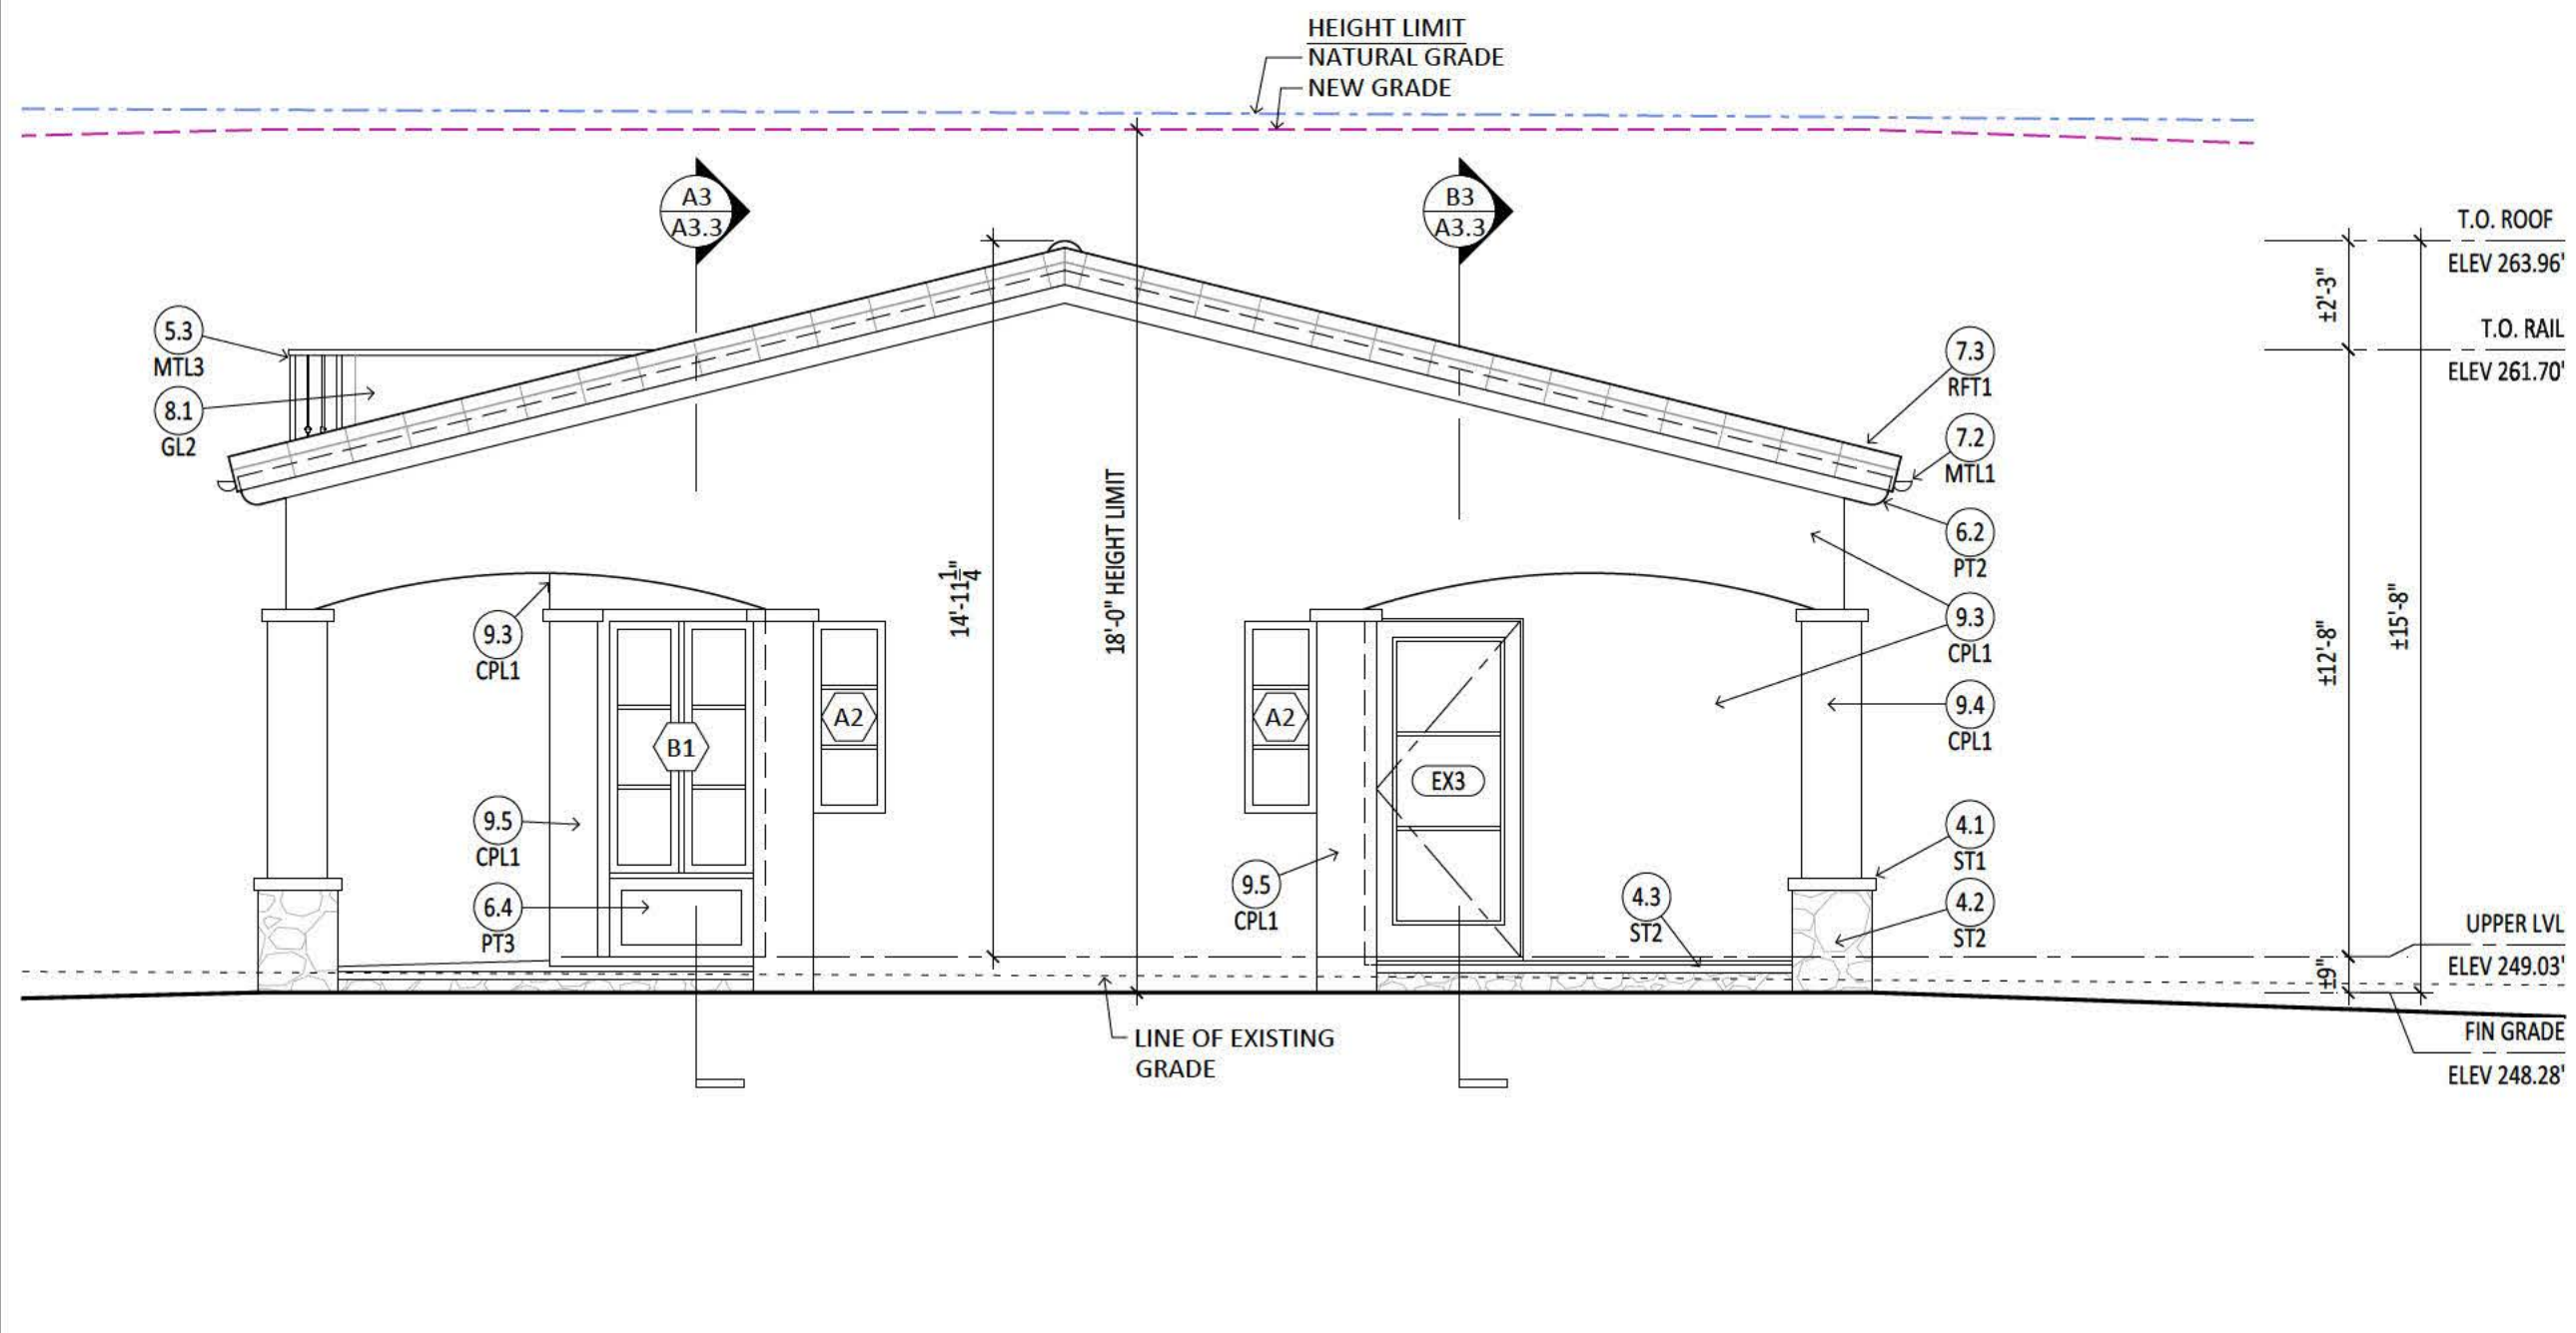 HEIGHT LIMIT
NATURAL GRADE
NEW GRADE
A3
A3.3
B3
A3.3
T.O. ROOF
ELEV 263.96'
±2'-3"
T.O. RAIL
ELEV 261.70'
5.3
MTL3
8.1
GL2
7.3
RFT1
7.2
MTL1
6.2
PT2
14'-11 1/4"
18'-0" HEIGHT LIMIT
±12'-8"
±15'-8"
9.3
CPL1
9.3
CPL1
B1
A2
A2
EX3
9.4
CPL1
9.5
CPL1
6.4
PT3
9.5
CPL1
4.3
ST2
4.1
ST1
4.2
ST2
UPPER LVL
ELEV 249.03'
±9"
LINE OF EXISTING
GRADE
FIN GRADE
ELEV 248.28'